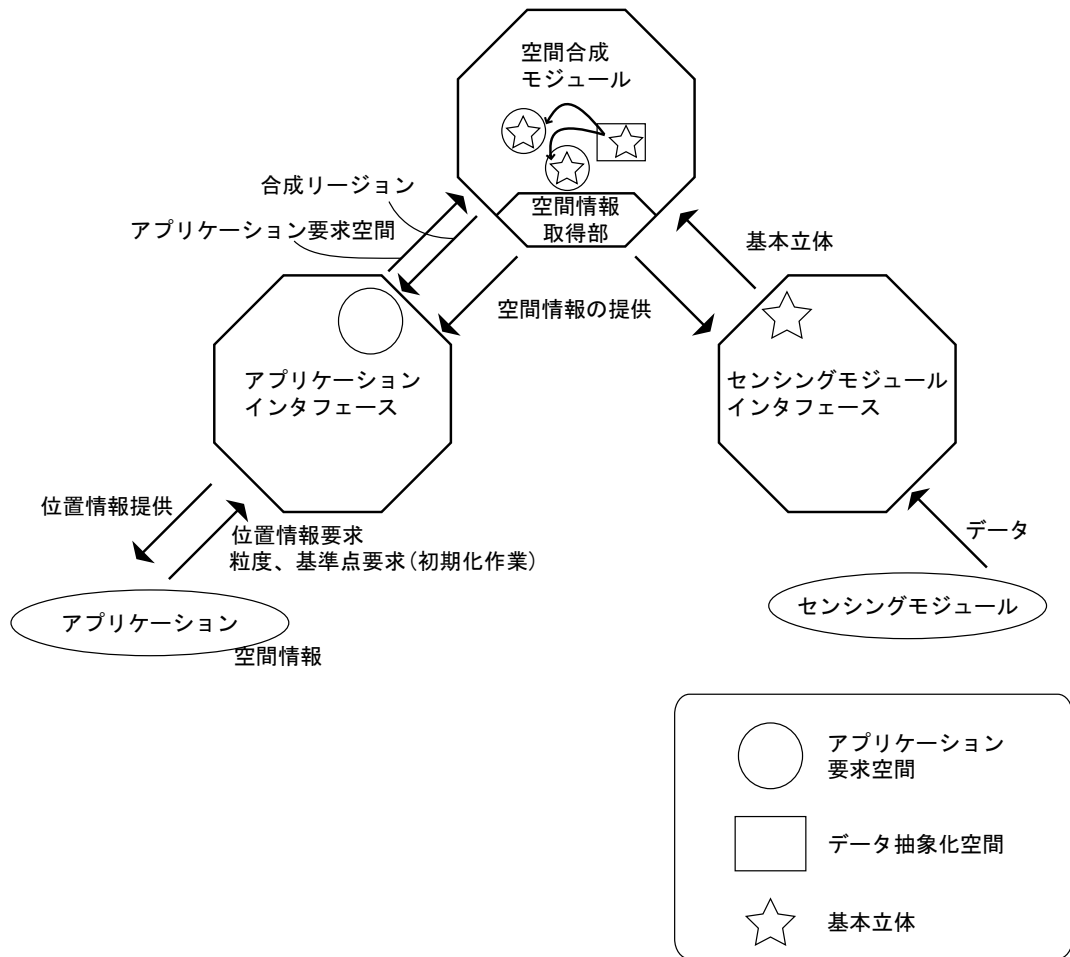 空間合成
モジュール
合成リージョン
アプリケーション要求空間
空間情報
取得部
基本立体
空間情報の提供
アプリケーション
インタフェース
センシングモジュール
インタフェース
位置情報提供
位置情報要求
粒度、基準点要求(初期化作業)
データ
アプリケーション
空間情報
センシングモジュール
アプリケーション
要求空間
データ抽象化空間
基本立体